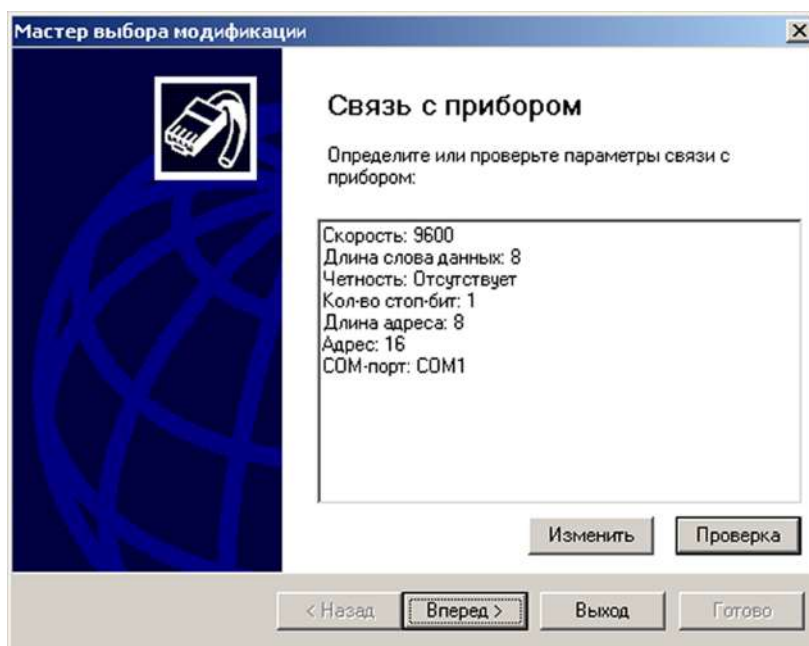 Мастер выбора модификации
Связь с прибором
Определите или проверьте параметры связи с
прибором:
Скорость: 9600
Длина слова данных: 8
Четность: Отсутствует
Кол-во стоп-бит: 1
Длина адреса: 8
Адрес: 16
COM-порт: COM1
Изменить
Проверка
< Назад
Вперед >
Выход
Готово